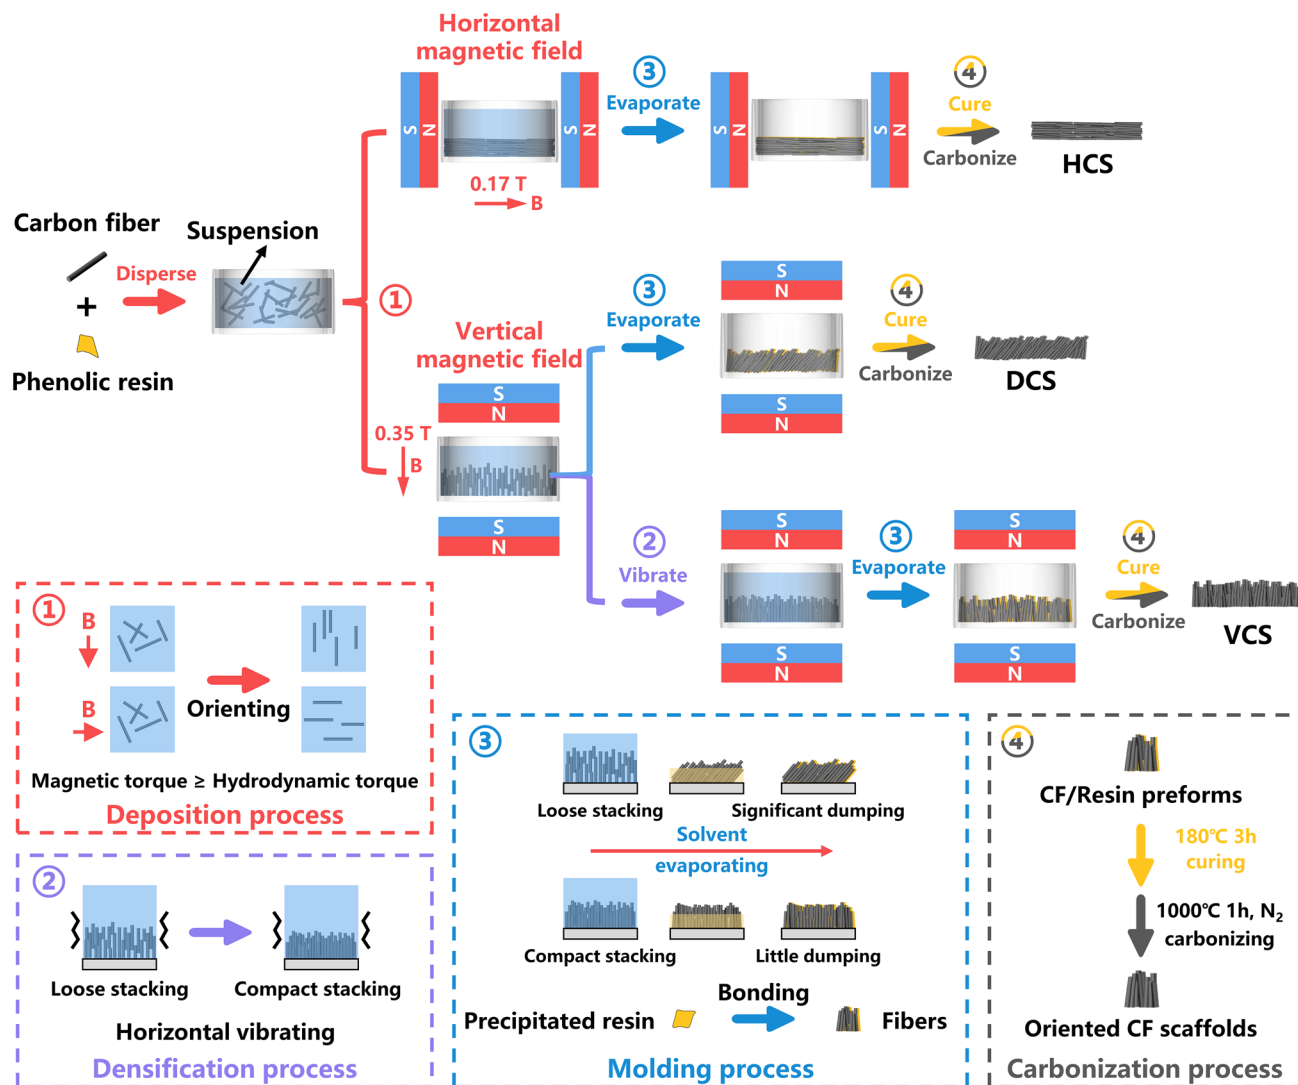 Horizontal
magnetic field
S
N
S
N
0.17 T
B
③
Evaporate
S
N
S
N
④
Cure
Carbonize
HCS
Carbon fiber
+
Phenolic resin
Disperse
Suspension
①
Vertical
magnetic field
S
N
0.35 T
B
S
N
③
Evaporate
S
N
S
N
④
Cure
Carbonize
DCS
②
Vibrate
S
N
S
N
③
Evaporate
S
N
S
N
④
Cure
Carbonize
VCS
①
B
B
Orienting
Magnetic torque ≥ Hydrodynamic torque
Deposition process
②
Loose stacking
Compact stacking
Horizontal vibrating
Densification process
③
Loose stacking
Significant dumping
Solvent
evaporating
Compact stacking
Little dumping
Precipitated resin
Bonding
Fibers
Molding process
④
CF/Resin preforms
180℃ 3h
curing
1000℃ 1h, N₂
carbonizing
Oriented CF scaffolds
Carbonization process